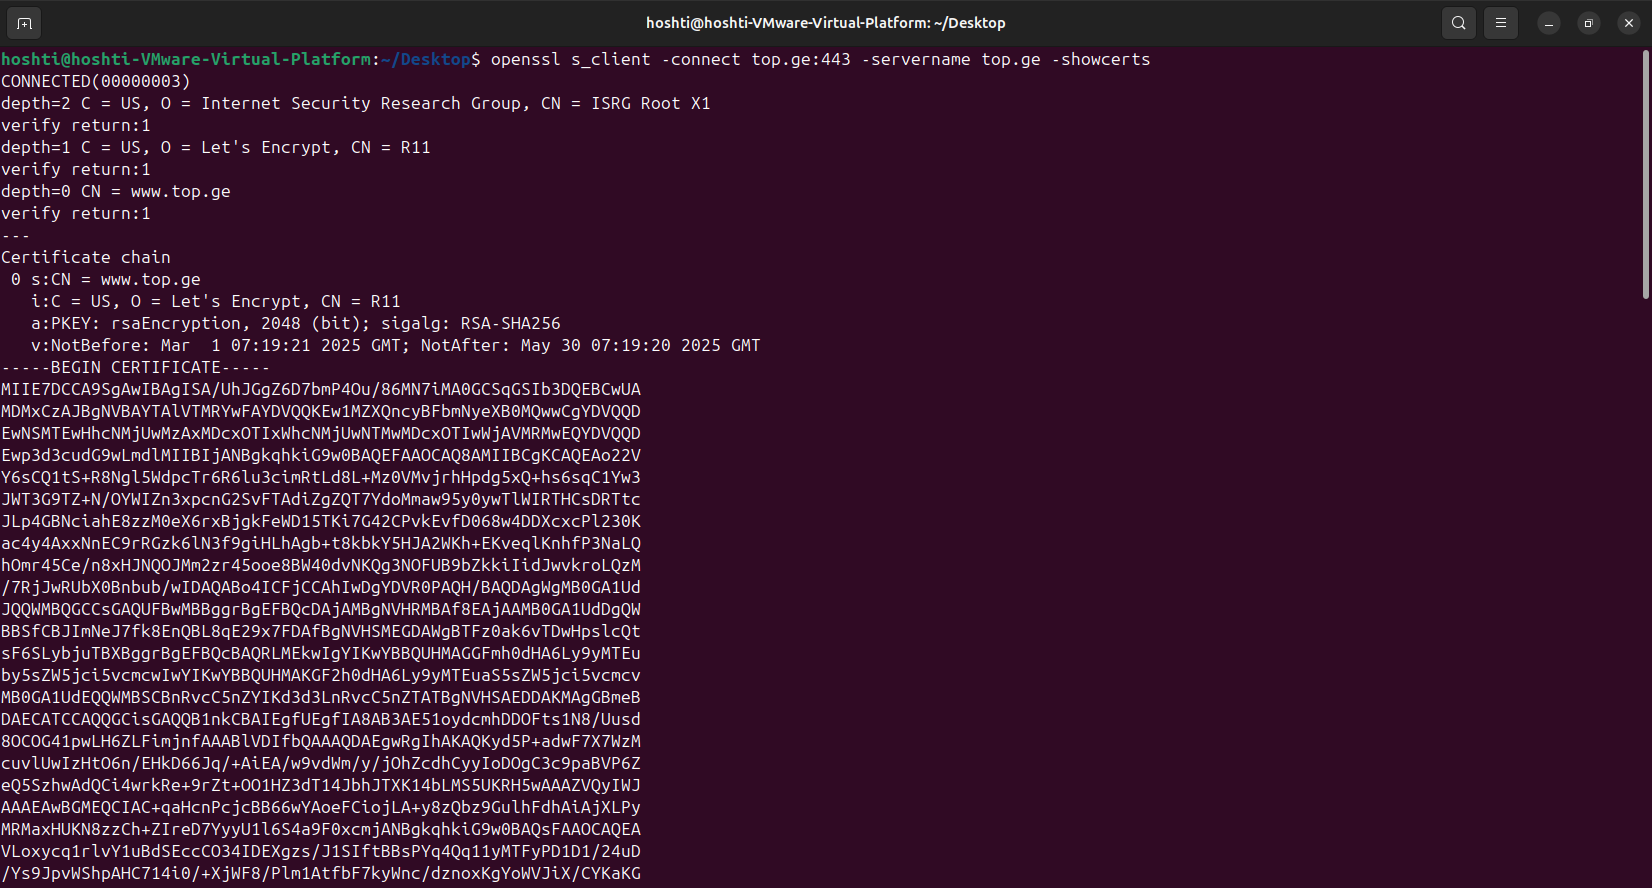 hoshti@hoshti-VMware-Virtual-Platform: ~/Desktop
hoshti@hoshti-VMware-Virtual-Platform:~/Desktop$ openssl s_client -connect top.ge:443 -servername top.ge -showcerts
CONNECTED(00000003)
depth=2 C = US, O = Internet Security Research Group, CN = ISRG Root X1
verify return:1
depth=1 C = US, O = Let's Encrypt, CN = R11
verify return:1
depth=0 CN = www.top.ge
verify return:1
---
Certificate chain
 0 s:CN = www.top.ge
   i:C = US, O = Let's Encrypt, CN = R11
   a:PKEY: rsaEncryption, 2048 (bit); sigalg: RSA-SHA256
   v:NotBefore: Mar  1 07:19:21 2025 GMT; NotAfter: May 30 07:19:20 2025 GMT
-----BEGIN CERTIFICATE-----
MIIE7DCCA9SgAwIBAgISA/UhJGgZ6D7bmP4Ou/86MN7iMA0GCSqGSIb3DQEBCwUA
MDMxCzAJBgNVBAYTAlVTMRYwFAYDVQQKEw1MZXQncyBFbmNyeXB0MQwwCgYDVQQD
EwNSMTEwHhcNMjUwMzAxMDcxOTIxWhcNMjUwNTMwMDcxOTIwWjAVMRMwEQYDVQQD
Ewp3d3cudG9wLmdlMIIBIjANBgkqhkiG9w0BAQEFAAOCAQ8AMIIBCgKCAQEAo22V
Y6sCQ1tS+R8Ngl5WdpcTr6R6lu3cimRtLd8L+Mz0VMvjrhHpdg5xQ+hs6sqC1Yw3
JWT3G9TZ+N/OYWIZn3xpcnG2SvFTAdiZgZQT7YdoMmaw95y0ywTlWIRTHCsDRTtc
JLp4GBNciahE8zzM0eX6rxBjgkFeWD15TKi7G42CPvkEvfD068w4DDXcxcPl230K
ac4y4AxxNnEC9rRGzk6lN3f9giHLhAgb+t8kbkY5HJA2WKh+EKveqlKnhfP3NaLQ
hOmr45Ce/n8xHJNQOJMm2zr45ooe8BW40dvNKQg3NOFUB9bZkkiIidJwvkroLQzM
/7RjJwRUbX0Bnbub/wIDAQABo4ICFjCCAhIwDgYDVR0PAQH/BAQDAgWgMB0GA1Ud
JQQWMBQGCCsGAQUFBwMBBggrBgEFBQcDAjAMBgNVHRMBAf8EAjAAMB0GA1UdDgQW
BBSfCBJImNeJ7fk8EnQBL8qE29x7FDAfBgNVHSMEGDAWgBTFz0ak6vTDwHpslcQt
sF6SLybjuTBXBggrBgEFBQcBAQRLMEkwIgYIKwYBBQUHMAGGFmh0dHA6Ly9yMTEu
by5sZW5jci5vcmcwIwYIKwYBBQUHMAKGF2h0dHA6Ly9yMTEuaS5sZW5jci5vcmcv
MB0GA1UdEQQWMBSCBnRvcC5nZYIKd3d3LnRvcC5nZTATBgNVHSAEDDAKMAgGBmeB
DAECATCCAQQGCisGAQQB1nkCBAIEgfUEgfIA8AB3AE51oydcmhDDOFts1N8/Uusd
8OCOG41pwLH6ZLFimjnfAAABlVDIfbQAAAQDAEgwRgIhAKAQKyd5P+adwF7X7WzM
cuvlUwIzHtO6n/EHkD66Jq/+AiEA/w9vdWm/y/jOhZcdhCyyIoDOgC3c9paBVP6Z
eQ5SzhwAdQCi4wrkRe+9rZt+OO1HZ3dT14JbhJTXK14bLMS5UKRH5wAAAZVQyIWJ
AAAEAwBGMEQCIAC+qaHcnPcjcBB66wYAoeFCiojLA+y8zQbz9GulhFdhAiAjXLPy
MRMaxHUKN8zzCh+ZIreD7YyyU1l6S4a9F0xcmjANBgkqhkiG9w0BAQsFAAOCAQEA
VLoxycq1rlvY1uBdSEccCO34IDEXgzs/J1SIftBBsPYq4Qq11yMTFyPD1D1/24uD
/Ys9JpvWShpAHC714i0/+XjWF8/Plm1AtfbF7kyWnc/dznoxKgYoWVJiX/CYKaKG